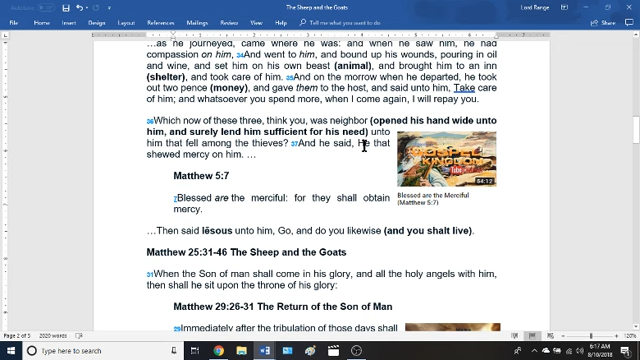 The Sheep and the Goats
Lord Range
File
Home
Insert
Design
Layout
References
Mailings
Review
View
Help
Tell me what you want to do
Share
…as he journeyed, came where he was: and when he saw him, he had
compassion on him, 34And went to him, and bound up his wounds, pouring in oil
and wine, and set him on his own beast (animal), and brought him to an inn
(shelter), and took care of him. 35And on the morrow when he departed, he took
out two pence (money), and gave them to the host, and said unto him, Take care
of him; and whatsoever you spend more, when I come again, I will repay you.
36Which now of these three, think you, was neighbor (opened his hand wide unto
him, and surely lend him sufficient for his need) unto
him that fell among the thieves? 37And he said, He that
shewed mercy on him. …
GOSPEL
KINGDOM
YouTube
54:12
Blessed are the Merciful
(Matthew 5:7)
Matthew 5:7
7Blessed are the merciful: for they shall obtain
mercy.
…Then said Iēsous unto him, Go, and do you likewise (and you shalt live).
Matthew 25:31-46 The Sheep and the Goats
31When the Son of man shall come in his glory, and all the holy angels with him,
then shall he sit upon the throne of his glory:
Matthew 29:26-31 The Return of the Son of Man
29Immediately after the tribulation of those days shall
Page 2 of 5
2020 words
Type here to search
6:17 AM
8/10/2018